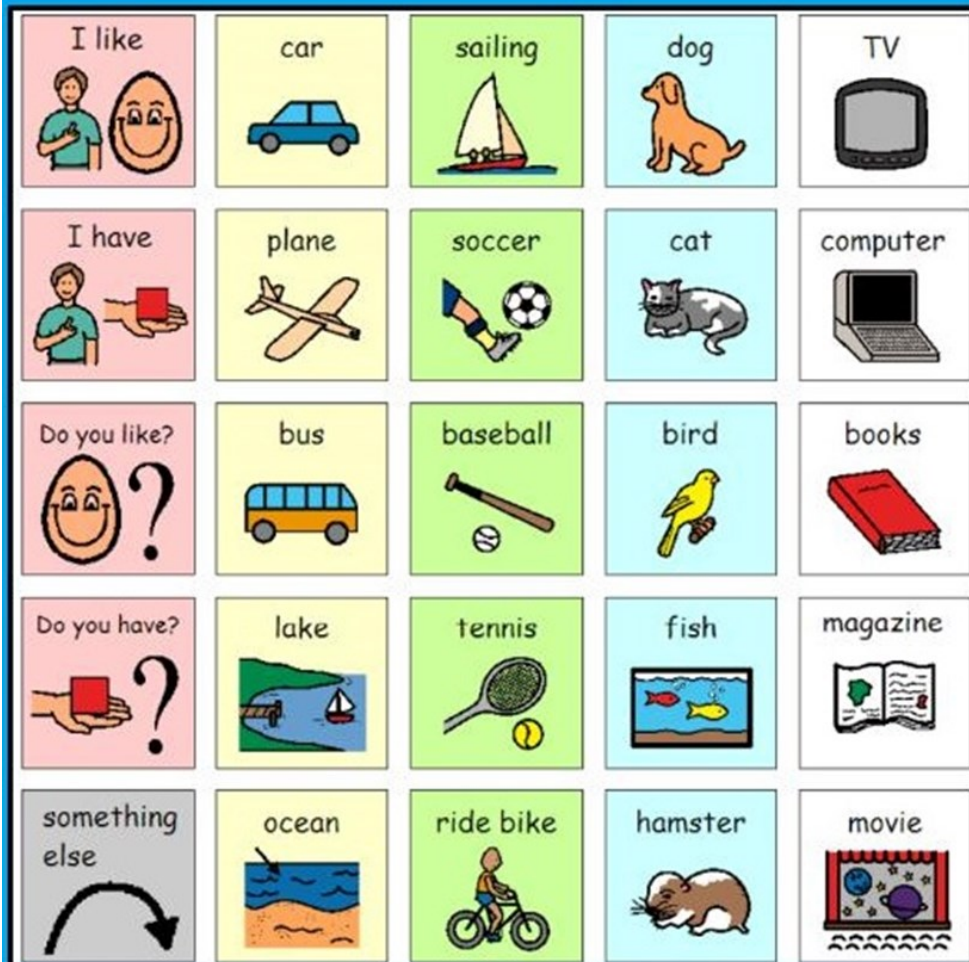 I like
car
sailing
dog
TV
I have
plane
soccer
cat
computer
Do you like?
bus
baseball
bird
books
Do you have?
lake
tennis
fish
magazine
something
else
ocean
ride bike
hamster
movie